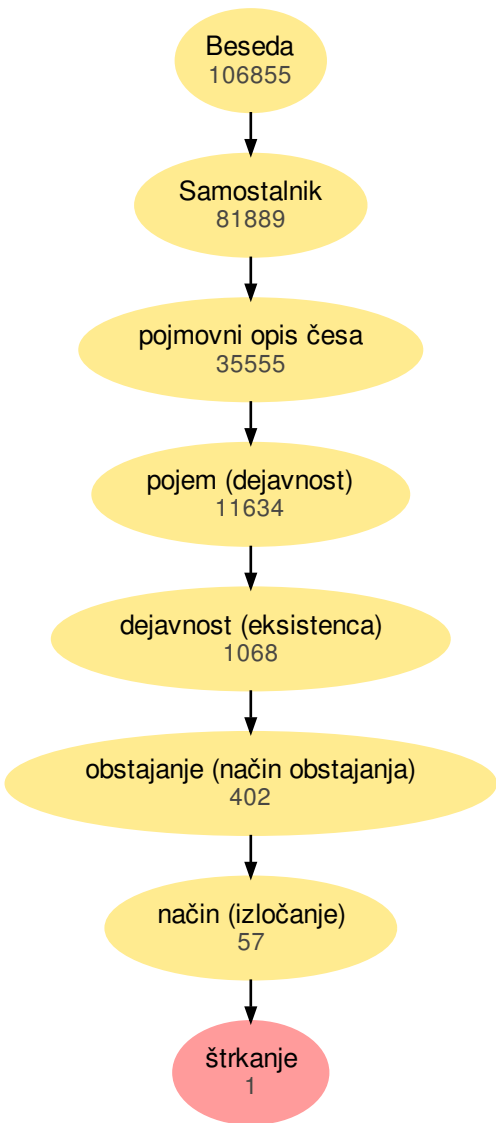 Beseda
106855
Samostalnik
81889
pojmovni opis česa
35555
pojem (dejavnost)
11634
dejavnost (eksistenca)
1068
obstajanje (način obstajanja)
402
način (izločanje)
57
štrkanje
1